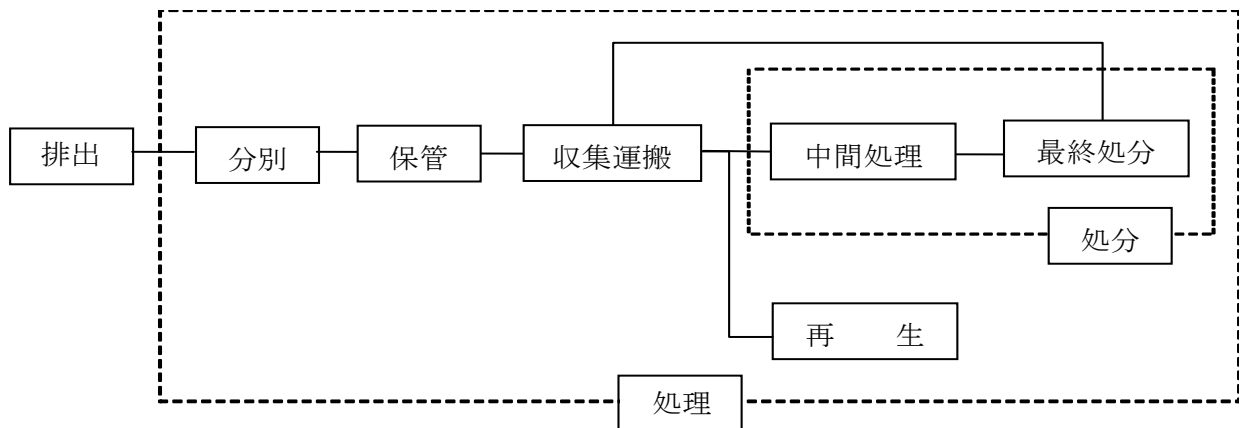 排出
分別
保管
収集運搬
中間処理
最終処分
処分
再　　生
処理